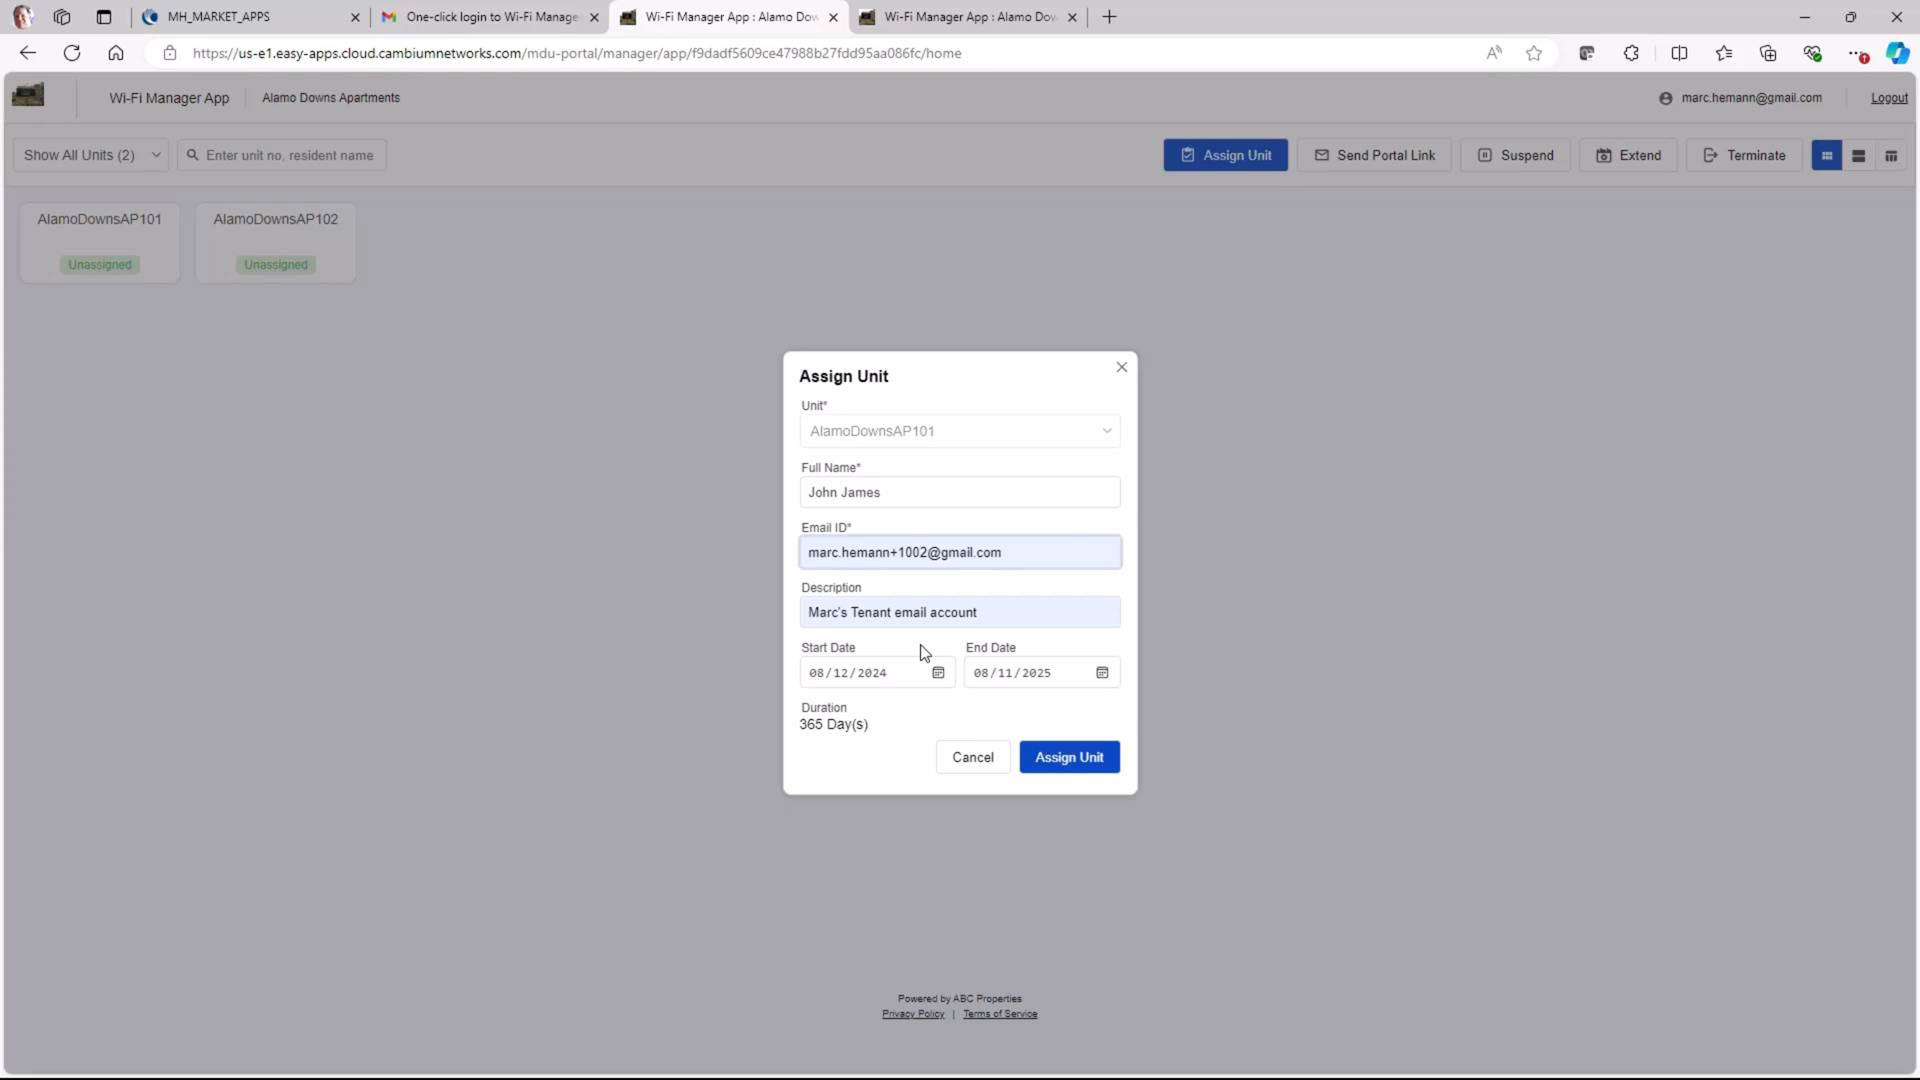 MH_MARKET_APPS
One-click login to Wi-Fi Manage
Wi-Fi Manager App : Alamo Dow
Wi-Fi Manager App : Alamo Dow
https://us-e1.easy-apps.cloud.cambiumnetworks.com/mdu-portal/manager/app/f9dadf5609ce47988b27fdd95aa086fc/home
Wi-Fi Manager App
Alamo Downs Apartments
marc.hemann@gmail.com
Logout
Show All Units (2)
Enter unit no, resident name
Assign Unit
Send Portal Link
Suspend
Extend
Terminate
AlamoDownsAP101
AlamoDownsAP102
Unassigned
Unassigned
Assign Unit
Unit*
AlamoDownsAP101
Full Name*
John James
Email ID*
marc.hemann+1002@gmail.com
Description
Marc's Tenant email account
Start Date
End Date
08/12/2024
08/11/2025
Duration
365 Day(s)
Cancel
Assign Unit
Powered by ABC Properties
Privacy Policy | Terms of Service